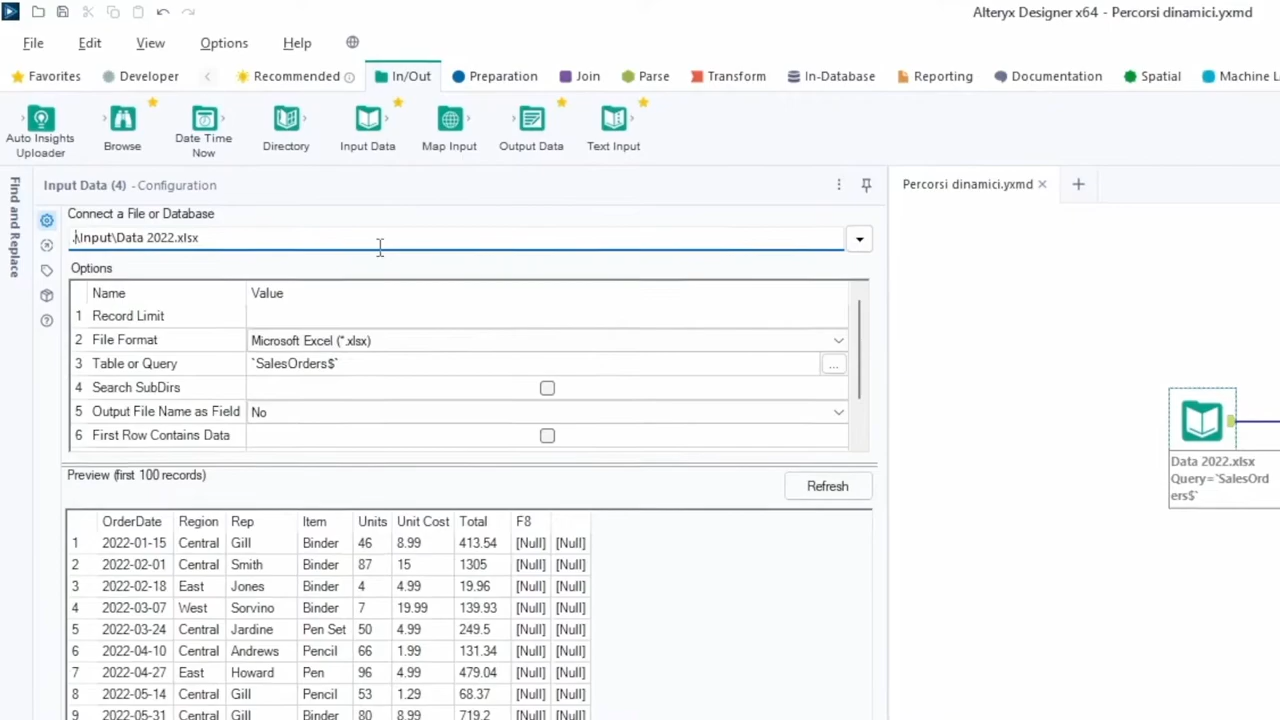 Alteryx Designer x64 - Percorsi dinamici.yxmd
File Edit View Options Help
Favorites Developer Recommended In/Out Preparation Join Parse Transform In-Database Reporting Documentation Spatial Machine L
Auto Insights Uploader Browse Date Time Now Directory Input Data Map Input Output Data Text Input
Find and Replace
Input Data (4) - Configuration
Percorsi dinamici.yxmd
Connect a File or Database
.\Input\Data 2022.xlsx
Options
Name Value
1 Record Limit
2 File Format Microsoft Excel (*.xlsx)
3 Table or Query `SalesOrders$` ...
4 Search SubDirs
5 Output File Name as Field No
6 First Row Contains Data
Preview (first 100 records)
Refresh
OrderDate Region Rep Item Units Unit Cost Total F8
1 2022-01-15 Central Gill Binder 46 8.99 413.54 [Null] [Null]
2 2022-02-01 Central Smith Binder 87 15 1305 [Null] [Null]
3 2022-02-18 East Jones Binder 4 4.99 19.96 [Null] [Null]
4 2022-03-07 West Sorvino Binder 7 19.99 139.93 [Null] [Null]
5 2022-03-24 Central Jardine Pen Set 50 4.99 249.5 [Null] [Null]
6 2022-04-10 Central Andrews Pencil 66 1.99 131.34 [Null] [Null]
7 2022-04-27 East Howard Pen 96 4.99 479.04 [Null] [Null]
8 2022-05-14 Central Gill Pencil 53 1.29 68.37 [Null] [Null]
9 2022-05-31 Central Gill Binder 80 8.99 719.2 [Null] [Null]
Data 2022.xlsx
Query=`SalesOrd
ers$`